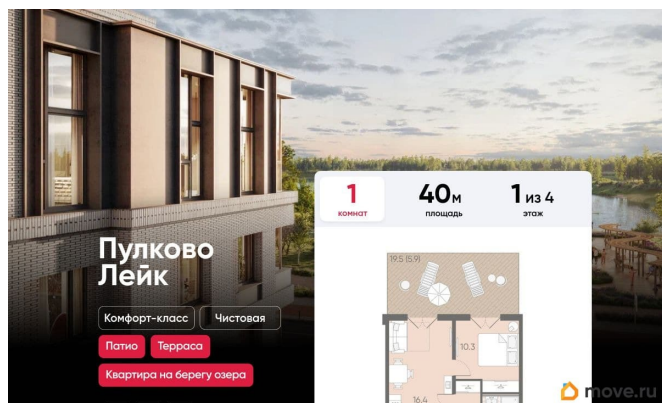 1
комнат
40м
площадь
1 из 4
этаж
Пулково
Лейк
Комфорт-класс
Чистовая
Патио
Терраса
Квартира на берегу озера
19.5 (5.9)
10.3
16.4
move.ru